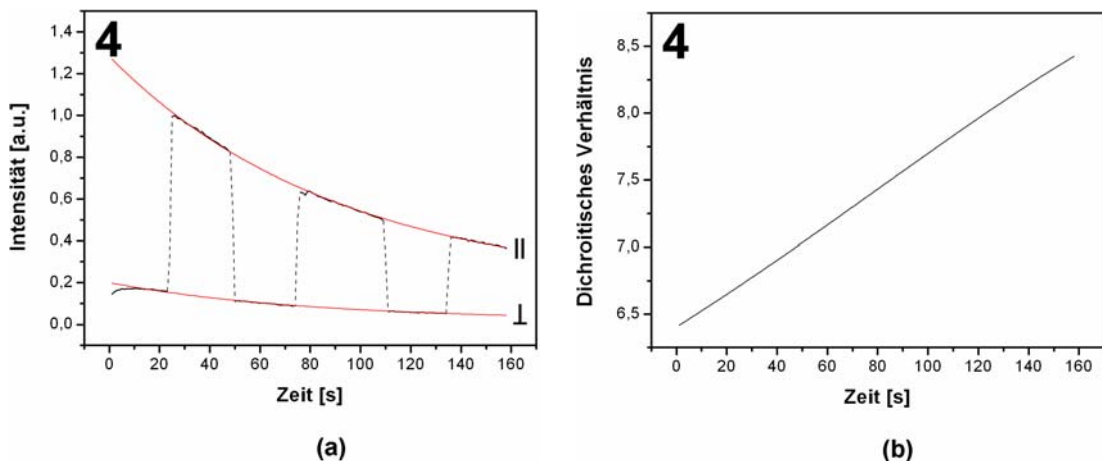 4
Intensität [a.u.]
1,4
1,2
1,0
0,8
0,6
0,4
0,2
0,0
||
⊥
0 20 40 60 80 100 120 140 160
Zeit [s]
(a)
4
Dichroitisches Verhältnis
8,5
8,0
7,5
7,0
6,5
0 20 40 60 80 100 120 140 160
Zeit [s]
(b)